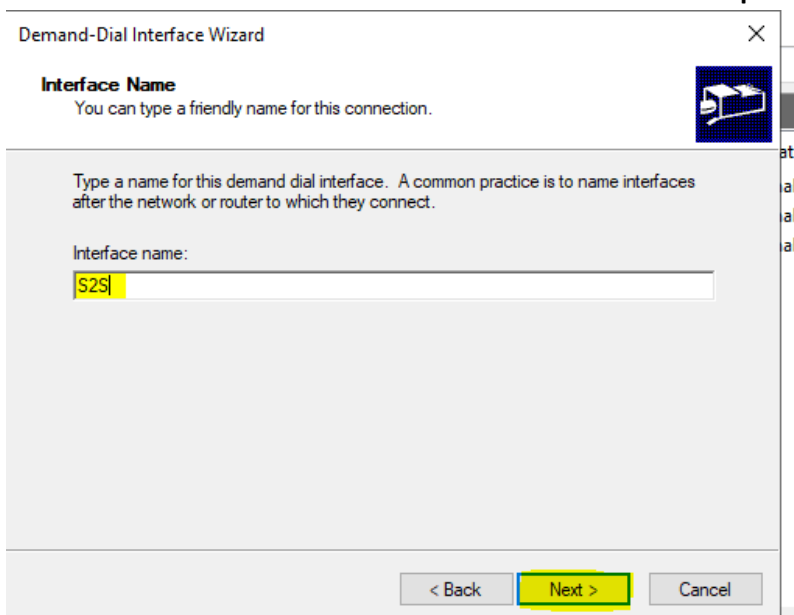 Demand-Dial Interface Wizard
Interface Name
You can type a friendly name for this connection.
Type a name for this demand dial interface.  A common practice is to name interfaces
after the network or router to which they connect.
Interface name:
S2S
< Back
Next >
Cancel